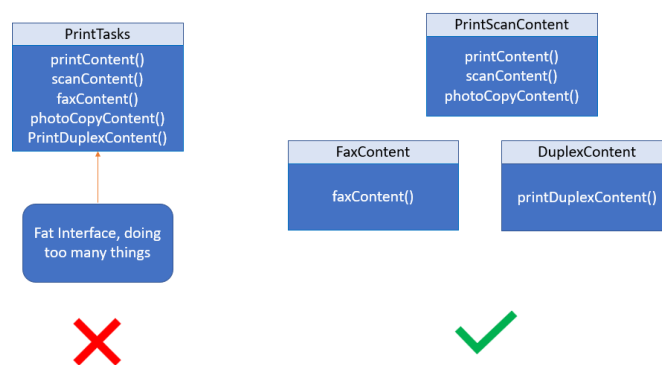 PrintTasks
printContent()
scanContent()
faxContent()
photoCopyContent()
PrintDuplexContent()
Fat Interface, doing
too many things
PrintScanContent
printContent()
scanContent()
photoCopyContent()
FaxContent
faxContent()
DuplexContent
printDuplexContent()